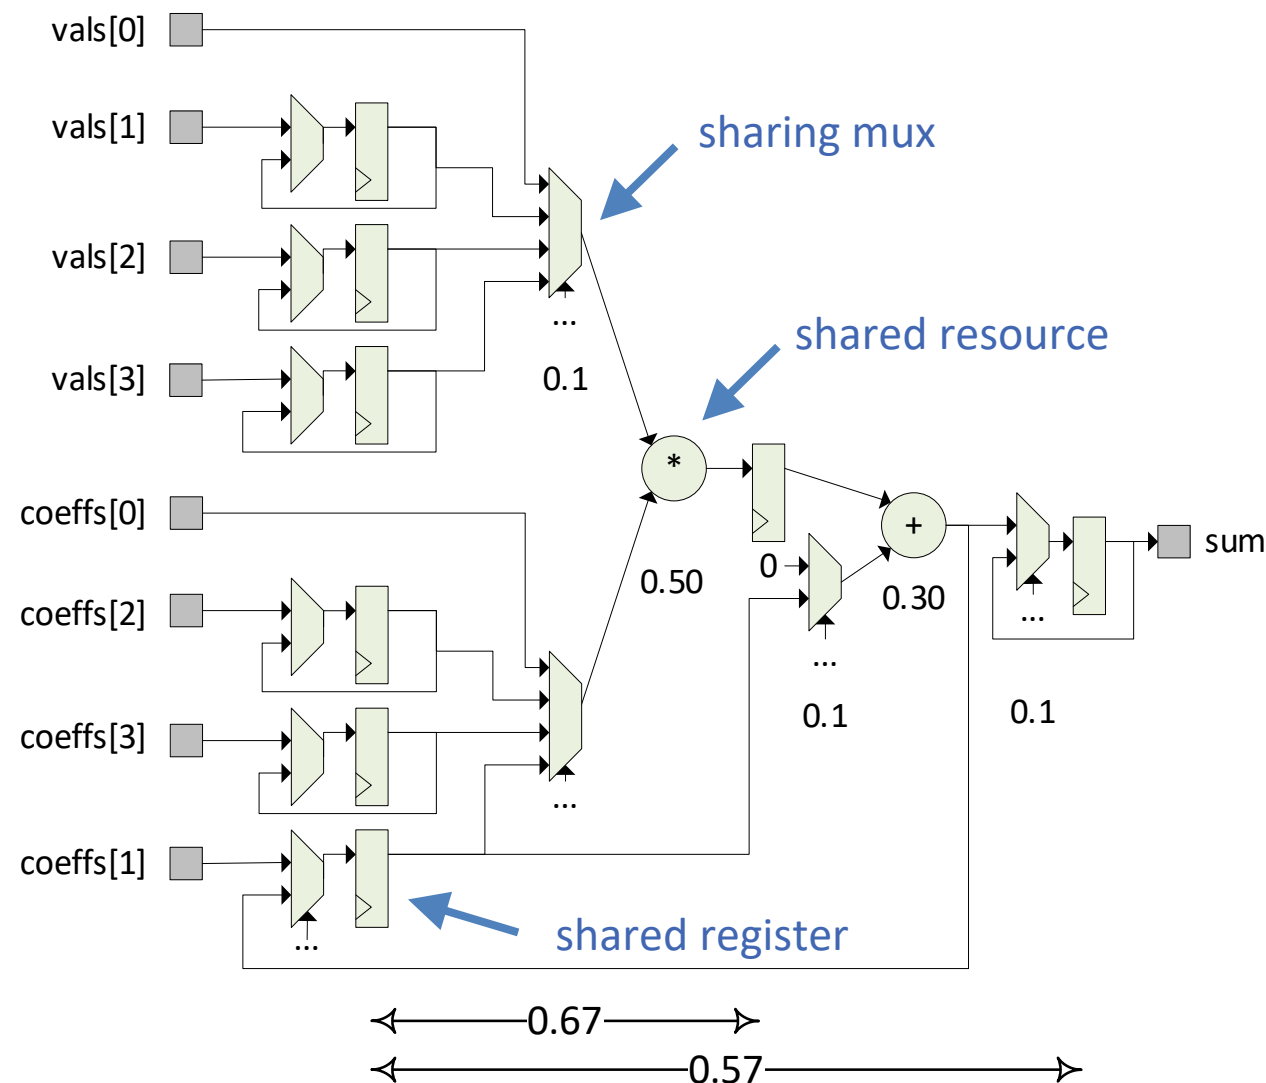 vals[0]
vals[1]
sharing mux
vals[2]
...
shared resource
vals[3]
0.1
*
coeffs[0]
+
sum
0
0.50
0.30
coeffs[2]
...
...
0.1
0.1
coeffs[3]
...
coeffs[1]
shared register
...
0.67
0.57